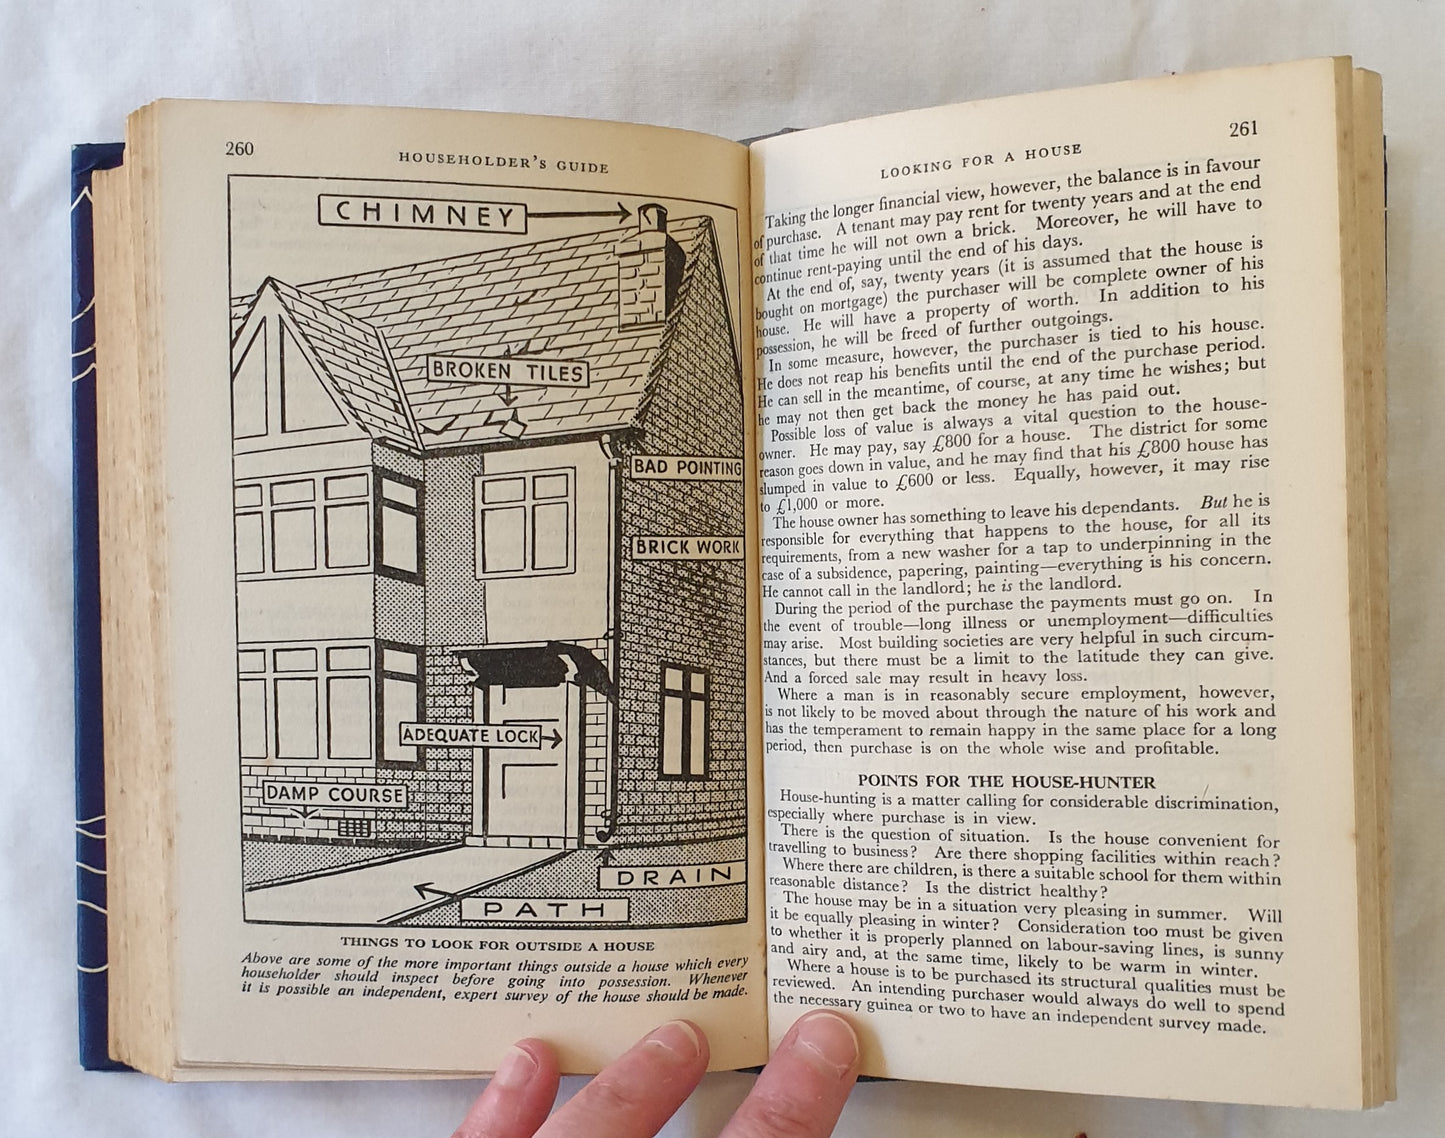 260
HOUSEHOLDER'S GUIDE
CHIMNEY
BROKEN TILES
BAD POINTING
BRICK WORK
ADEQUATE LOCK
DAMP COURSE
DRAIN
PATH
THINGS TO LOOK FOR OUTSIDE A HOUSE
Above are some of the more important things outside a house which every
householder should inspect before going into possession. Whenever
it is possible an independent, expert survey of the house should be made.
LOOKING FOR A HOUSE
261
Taking the longer financial view, however, the balance is in favour
of purchase. A tenant may pay rent for twenty years and at the end
of that time he will not own a brick. Moreover, he will have to
continue rent-paying until the end of his days.
At the end of, say, twenty years (it is assumed that the house is
bought on mortgage) the purchaser will be complete owner of his
house. He will have a property of worth. In addition to his
possession, he will be freed of further outgoings.
In some measure, however, the purchaser is tied to his house.
He does not reap his benefits until the end of the purchase period.
He can sell in the meantime, of course, at any time he wishes; but
he may not then get back the money he has paid out.
Possible loss of value is always a vital question to the house-
owner. He may pay, say £800 for a house. The district for some
reason goes down in value, and he may find that his £800 house has
slumped in value to £600 or less. Equally, however, it may rise
to £1,000 or more.
The house owner has something to leave his dependants. But he is
responsible for everything that happens to the house, for all its
requirements, from a new washer for a tap to underpinning in the
case of a subsidence, papering, painting—everything is his concern.
He cannot call in the landlord; he is the landlord.
During the period of the purchase the payments must go on. In
the event of trouble—long illness or unemployment—difficulties
may arise. Most building societies are very helpful in such circum-
stances, but there must be a limit to the latitude they can give.
And a forced sale may result in heavy loss.
Where a man is in reasonably secure employment, however,
is not likely to be moved about through the nature of his work and
has the temperament to remain happy in the same place for a long
period, then purchase is on the whole wise and profitable.
POINTS FOR THE HOUSE-HUNTER
House-hunting is a matter calling for considerable discrimination,
especially where purchase is in view.
There is the question of situation. Is the house convenient for
travelling to business? Are there shopping facilities within reach?
Where there are children, is there a suitable school for them within
reasonable distance? Is the district healthy?
The house may be in a situation very pleasing in summer. Will
it be equally pleasing in winter? Consideration too must be given
to whether it is properly planned on labour-saving lines, is sunny
and airy and, at the same time, likely to be warm in winter.
Where a house is to be purchased its structural qualities must be
reviewed. An intending purchaser would always do well to spend
the necessary guinea or two to have an independent survey made.